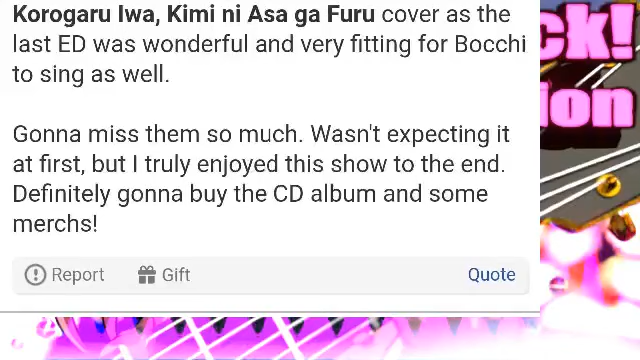 Korogaru Iwa, Kimi ni Asa ga Furu cover as the
last ED was wonderful and very fitting for Bocchi
to sing as well.
Gonna miss them so much. Wasn't expecting it
at first, but I truly enjoyed this show to the end.
Definitely gonna buy the CD album and some
merchs!
Report Gift Quote
ck!
ion